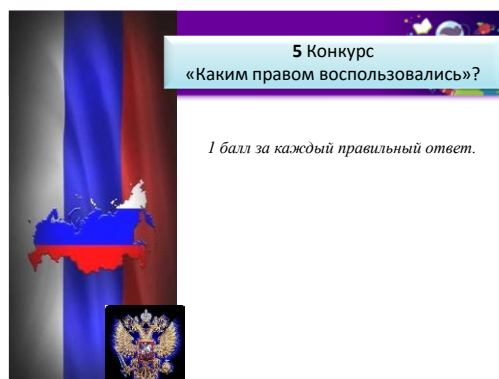 5 Конкурс
«Каким правом воспользовались»?
1 балл за каждый правильный ответ.